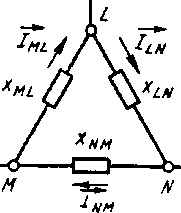 L
I_ML I_LN
X_ML X_LN
X_NM
M N
I_NM